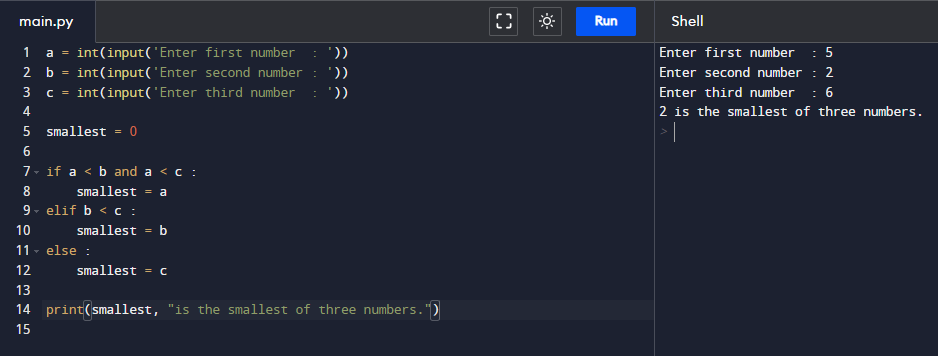 main.py
Run
Shell
1 a = int(input('Enter first number  : '))
2 b = int(input('Enter second number : '))
3 c = int(input('Enter third number  : '))
4
5 smallest = 0
6
7 if a < b and a < c :
8     smallest = a
9 elif b < c :
10     smallest = b
11 else :
12     smallest = c
13
14 print(smallest, "is the smallest of three numbers.")
15
Enter first number  : 5
Enter second number : 2
Enter third number  : 6
2 is the smallest of three numbers.
>